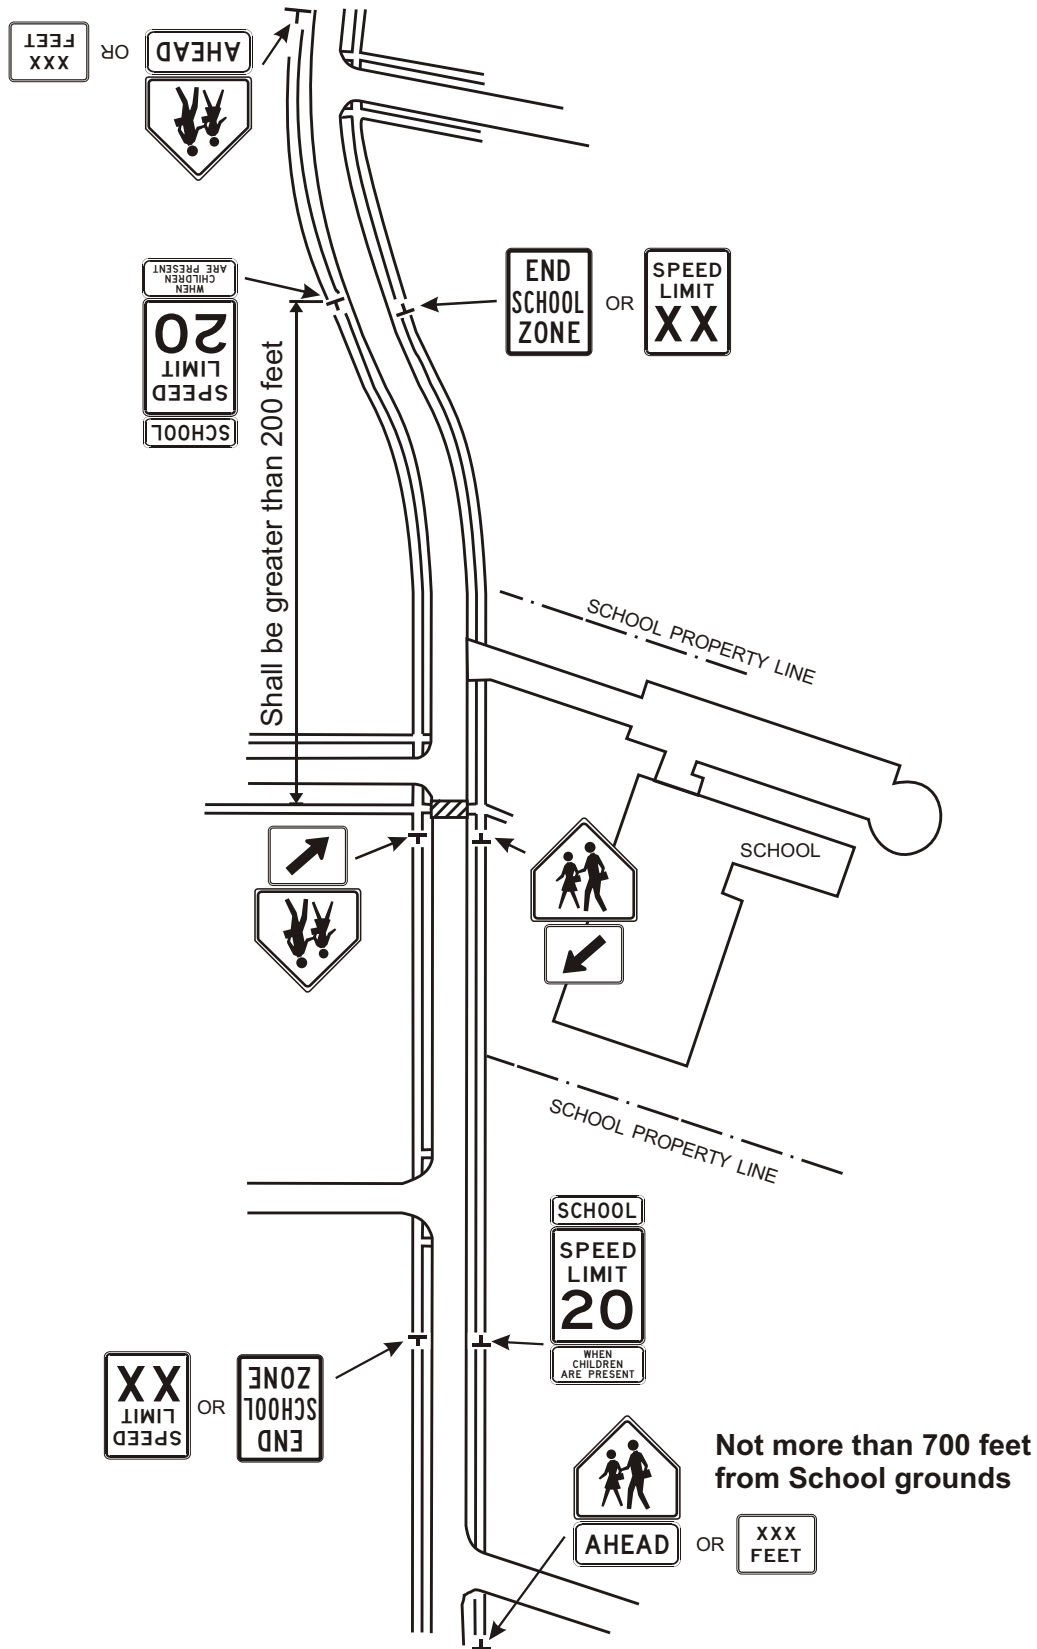 XXX
FEET
OR
AHEAD
WHEN
CHILDREN
ARE PRESENT
20
LIMIT
SPEED
SCHOOL
END
SCHOOL
ZONE
OR
SPEED
LIMIT
XX
Shall be greater than 200 feet
SCHOOL PROPERTY LINE
SCHOOL
SCHOOL PROPERTY LINE
SCHOOL
SPEED
LIMIT
20
WHEN
CHILDREN
ARE PRESENT
XX
LIMIT
SPEED
OR
END
SCHOOL
ZONE
Not more than 700 feet
from School grounds
AHEAD
OR
XXX
FEET